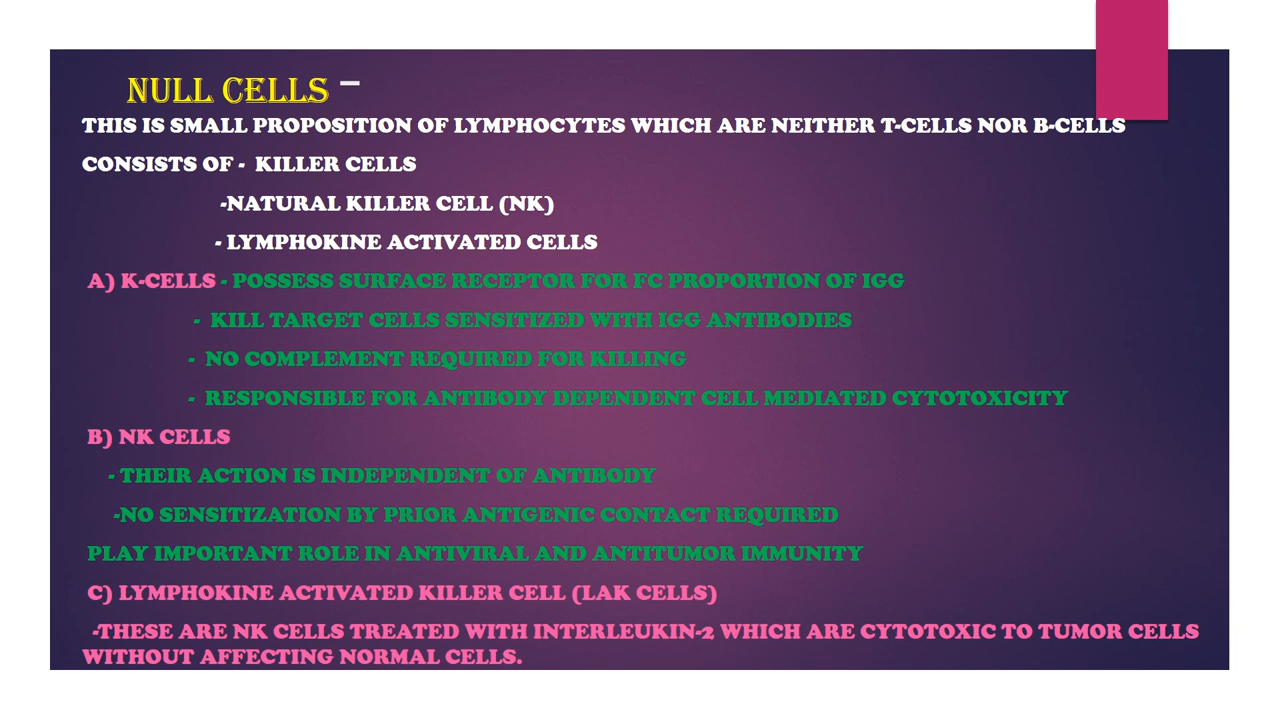 NULL CELLS –
THIS IS SMALL PROPOSITION OF LYMPHOCYTES WHICH ARE NEITHER T-CELLS NOR B-CELLS
CONSISTS OF - KILLER CELLS
-NATURAL KILLER CELL (NK)
- LYMPHOKINE ACTIVATED CELLS
A) K-CELLS - POSSESS SURFACE RECEPTOR FOR FC PROPORTION OF IGG
- KILL TARGET CELLS SENSITIZED WITH IGG ANTIBODIES
- NO COMPLEMENT REQUIRED FOR KILLING
- RESPONSIBLE FOR ANTIBODY DEPENDENT CELL MEDIATED CYTOTOXICITY
B) NK CELLS
- THEIR ACTION IS INDEPENDENT OF ANTIBODY
-NO SENSITIZATION BY PRIOR ANTIGENIC CONTACT REQUIRED
PLAY IMPORTANT ROLE IN ANTIVIRAL AND ANTITUMOR IMMUNITY
C) LYMPHOKINE ACTIVATED KILLER CELL (LAK CELLS)
-THESE ARE NK CELLS TREATED WITH INTERLEUKIN-2 WHICH ARE CYTOTOXIC TO TUMOR CELLS
WITHOUT AFFECTING NORMAL CELLS.